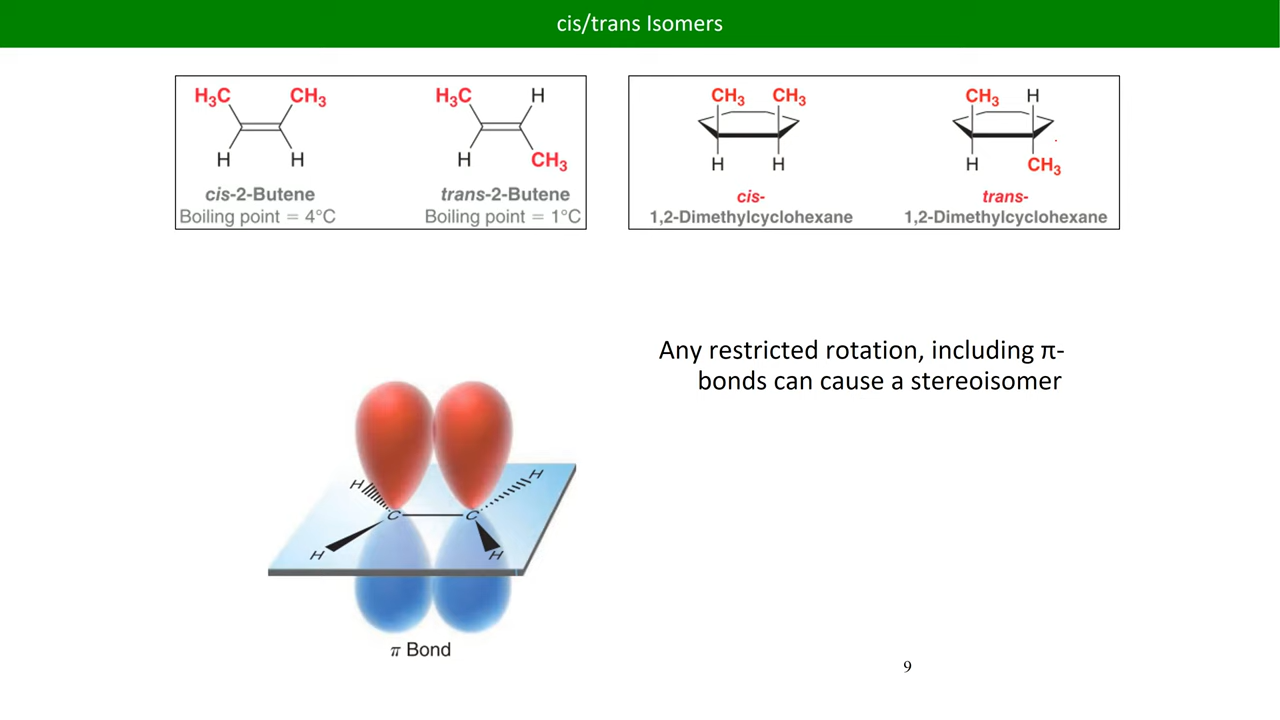 cis/trans Isomers
H₃C CH₃
H H
cis-2-Butene
Boiling point = 4°C
H₃C H
H CH₃
trans-2-Butene
Boiling point = 1°C
CH₃ CH₃
H H
cis-
1,2-Dimethylcyclohexane
CH₃ H
H CH₃
trans-
1,2-Dimethylcyclohexane
Any restricted rotation, including π-
bonds can cause a stereoisomer
H H
C C
H H
π Bond
9